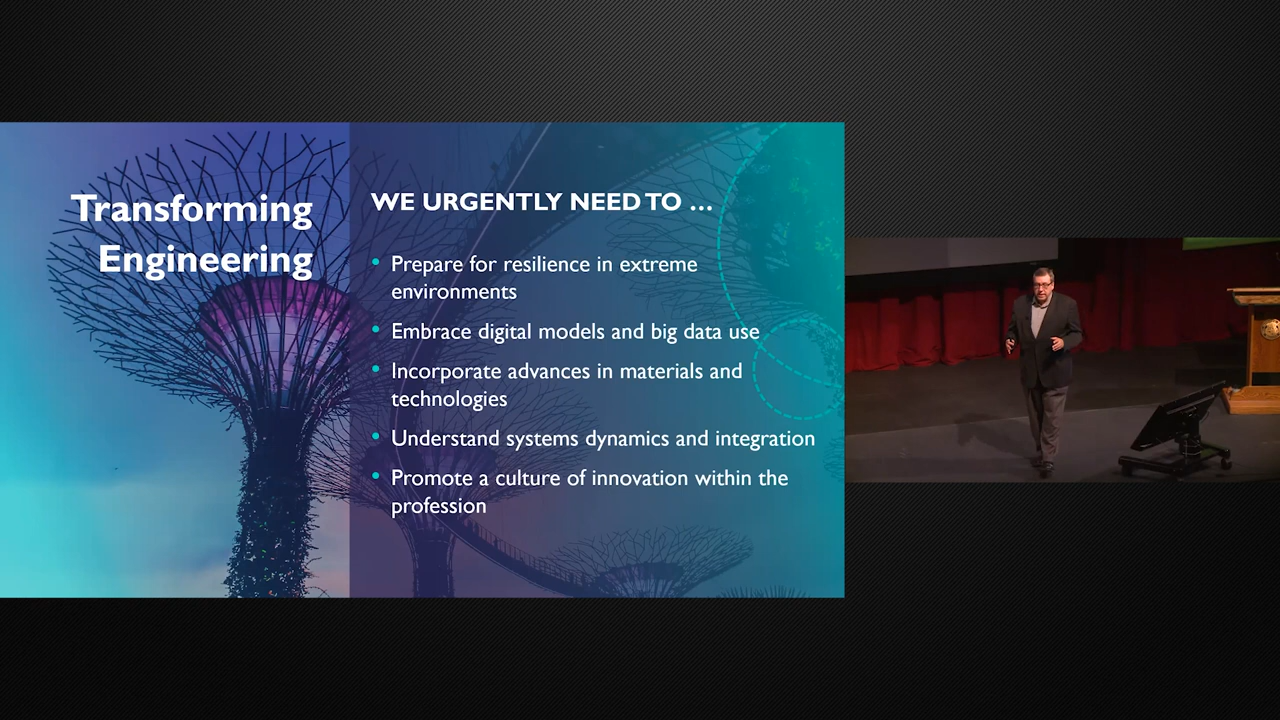 Transforming
Engineering
WE URGENTLY NEED TO …
• Prepare for resilience in extreme
environments
• Embrace digital models and big data use
• Incorporate advances in materials and
technologies
• Understand systems dynamics and integration
• Promote a culture of innovation within the
profession